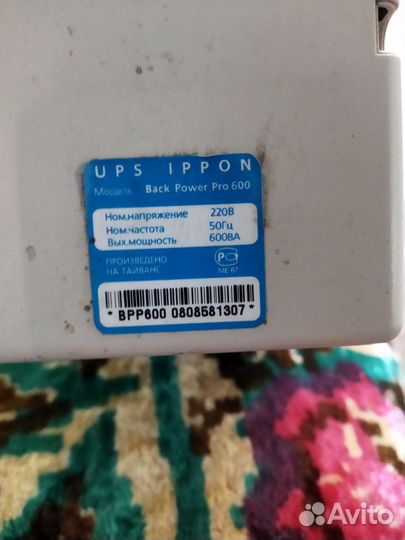 UPS IPPON
Модель Back Power Pro 600
Ном.напряжение 220В
Ном.частота 50Гц
Вых.мощность 600ВА
ПРОИЗВЕДЕНО
НА ТАЙВАНЕ
МЕ 67
* BPP600 0808581307 *
Avito